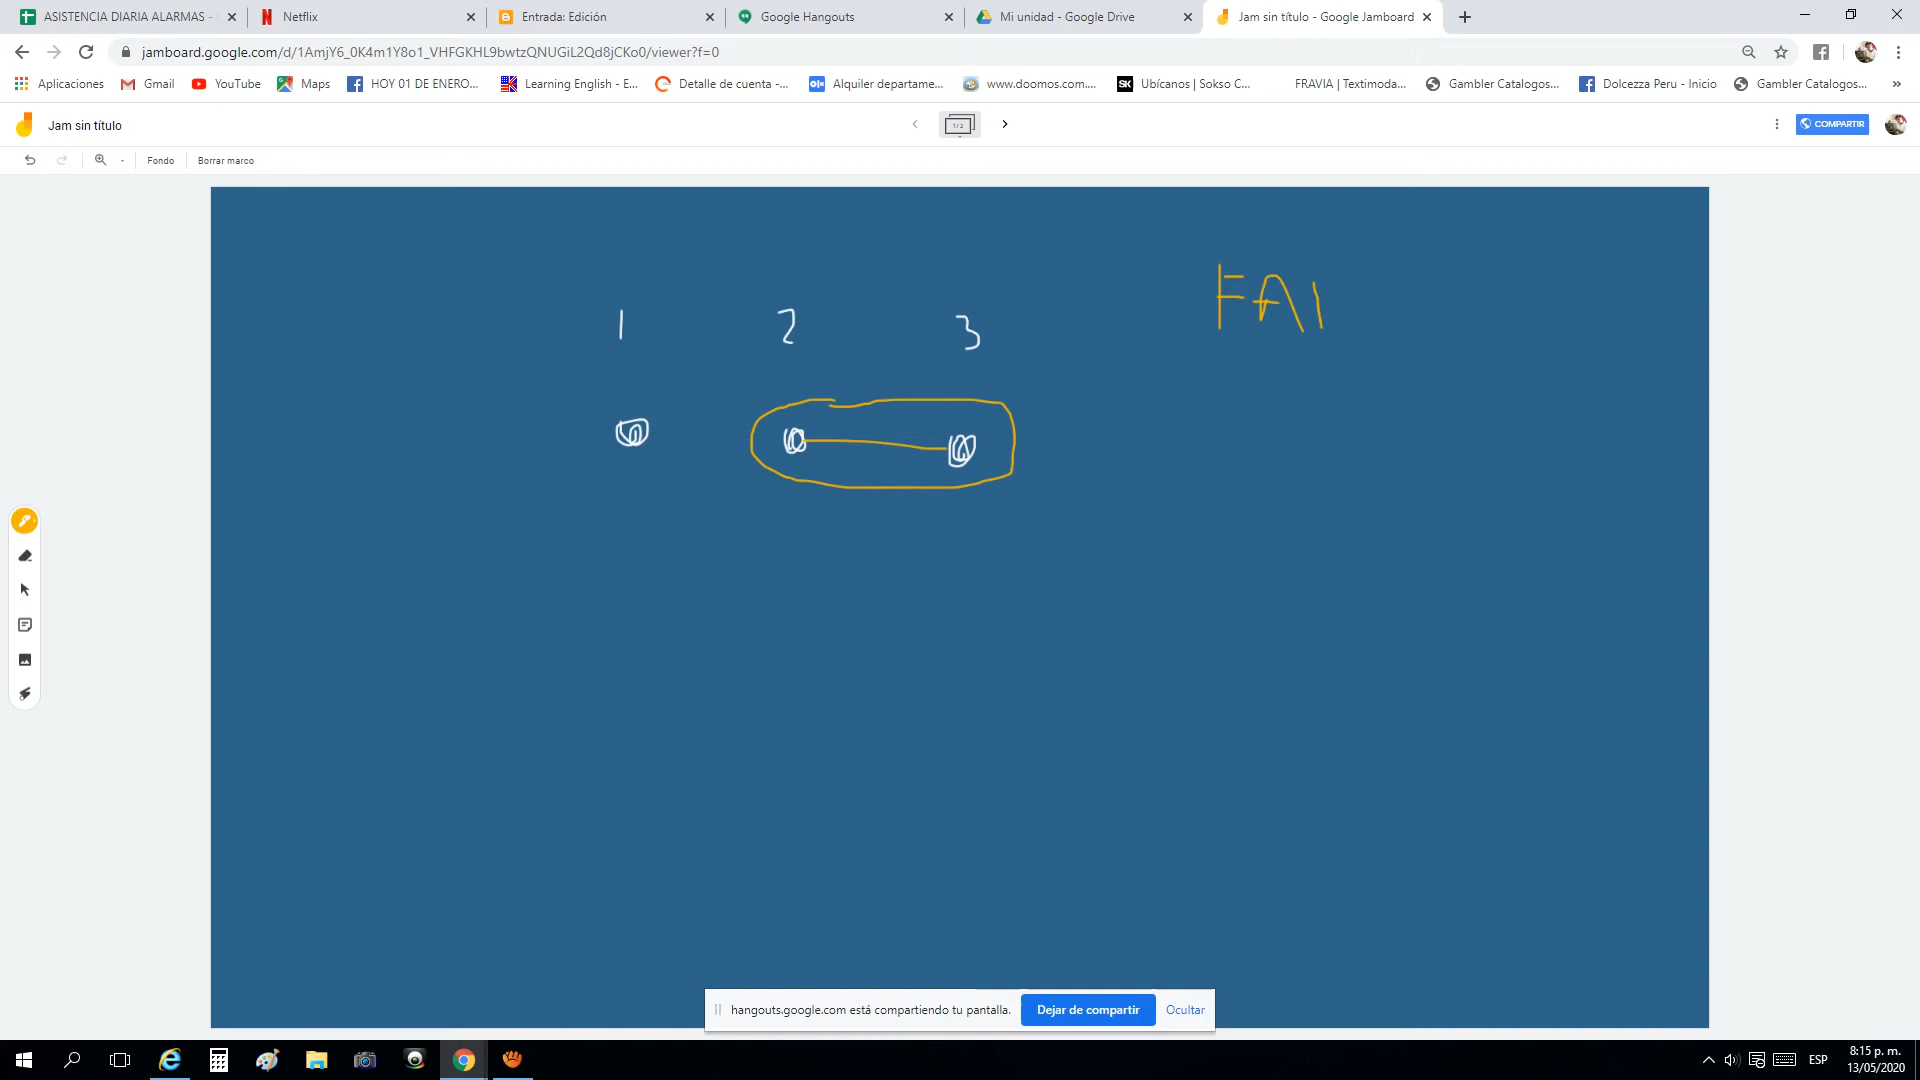 ASISTENCIA DIARIA ALARMAS -
Netflix
Entrada: Edición
Google Hangouts
Mi unidad - Google Drive
Jam sin título - Google Jamboard
jamboard.google.com/d/1AmjY6_0K4m1Y8o1_VHFGKHL9bwtzQNUGiL2Qd8jCKo0/viewer?f=0
Aplicaciones
Gmail
YouTube
Maps
HOY 01 DE ENERO...
Learning English - E...
Detalle de cuenta -...
Alquiler departame...
www.doomos.com....
SK
Ubícanos | Sokso C...
FRAVIA | Textimoda...
Gambler Catalogos...
Dolcezza Peru - Inicio
Gambler Catalogos...
»
Jam sin título
1/2
COMPARTIR
Fondo
Borrar marco
FAI
1 2 3
hangouts.google.com está compartiendo tu pantalla.
Dejar de compartir
Ocultar
ESP
8:15 p. m.
13/05/2020